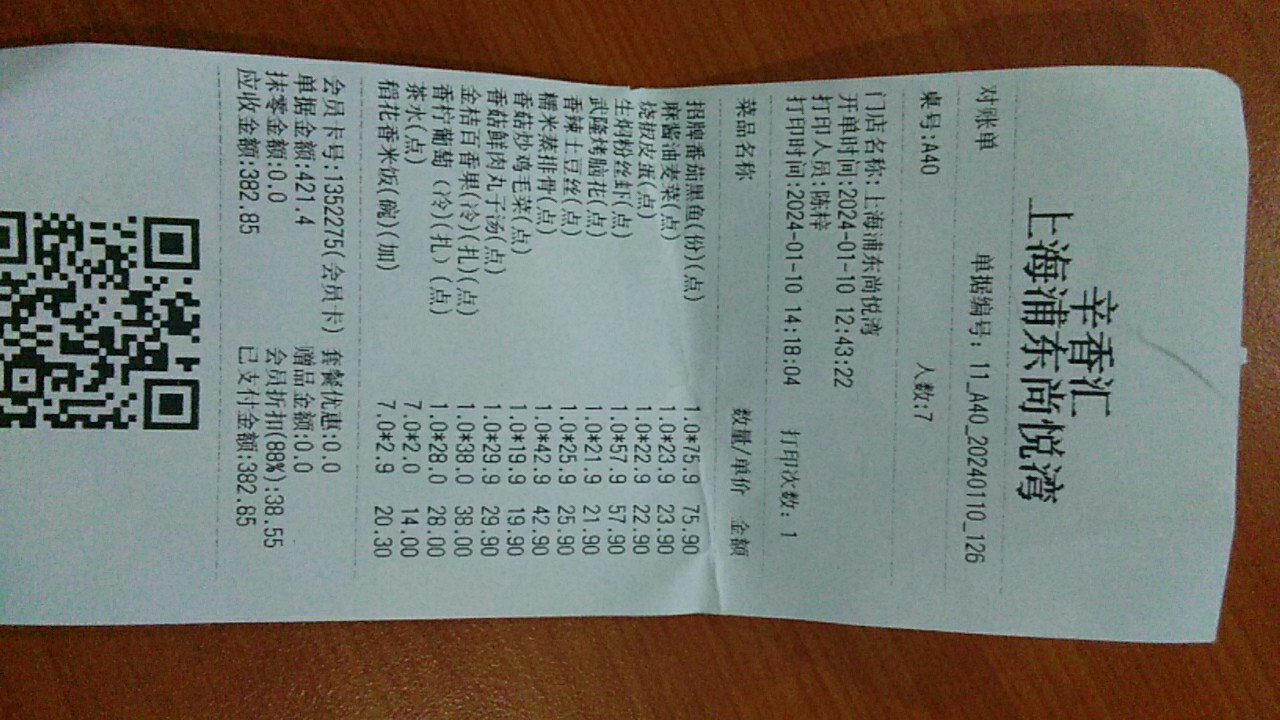 辛香汇
上海浦东尚悦湾
对账单 单据编号: 11_A40_20240110_126
桌号:A40 人数:7
门店名称:上海浦东尚悦湾
开单时间:2024-01-10 12:43:22
打印人员:陈梓
打印时间:2024-01-10 14:18:04 打印次数: 1
菜品名称 数量/单价 金额
招牌番茄黑鱼(份)(点) 1.0*75.9 75.90
麻酱油麦菜(点) 1.0*23.9 23.90
烧椒皮蛋(点) 1.0*22.9 22.90
生焖粉丝虾(点) 1.0*57.9 57.90
武隆烤脑花(点) 1.0*21.9 21.90
香辣土豆丝(点) 1.0*25.9 25.90
糯米蒸排骨(点) 1.0*42.9 42.90
香菇炒鸡毛菜(点) 1.0*19.9 19.90
香菇鲜肉丸子汤(点) 1.0*29.9 29.90
金桔百香果(冷)(扎)(点) 1.0*38.0 38.00
香柠葡萄 (冷)(扎) (点) 1.0*28.0 28.00
茶水(点) 7.0*2.0 14.00
稻花香米饭(碗)(加) 7.0*2.9 20.30
会员卡号:1352275(会员卡) 套餐优惠:0.0
单据金额:421.4 赠品金额:0.0
抹零金额:0.0 会员折扣(88%):38.55
应收金额:382.85 已支付金额:382.85